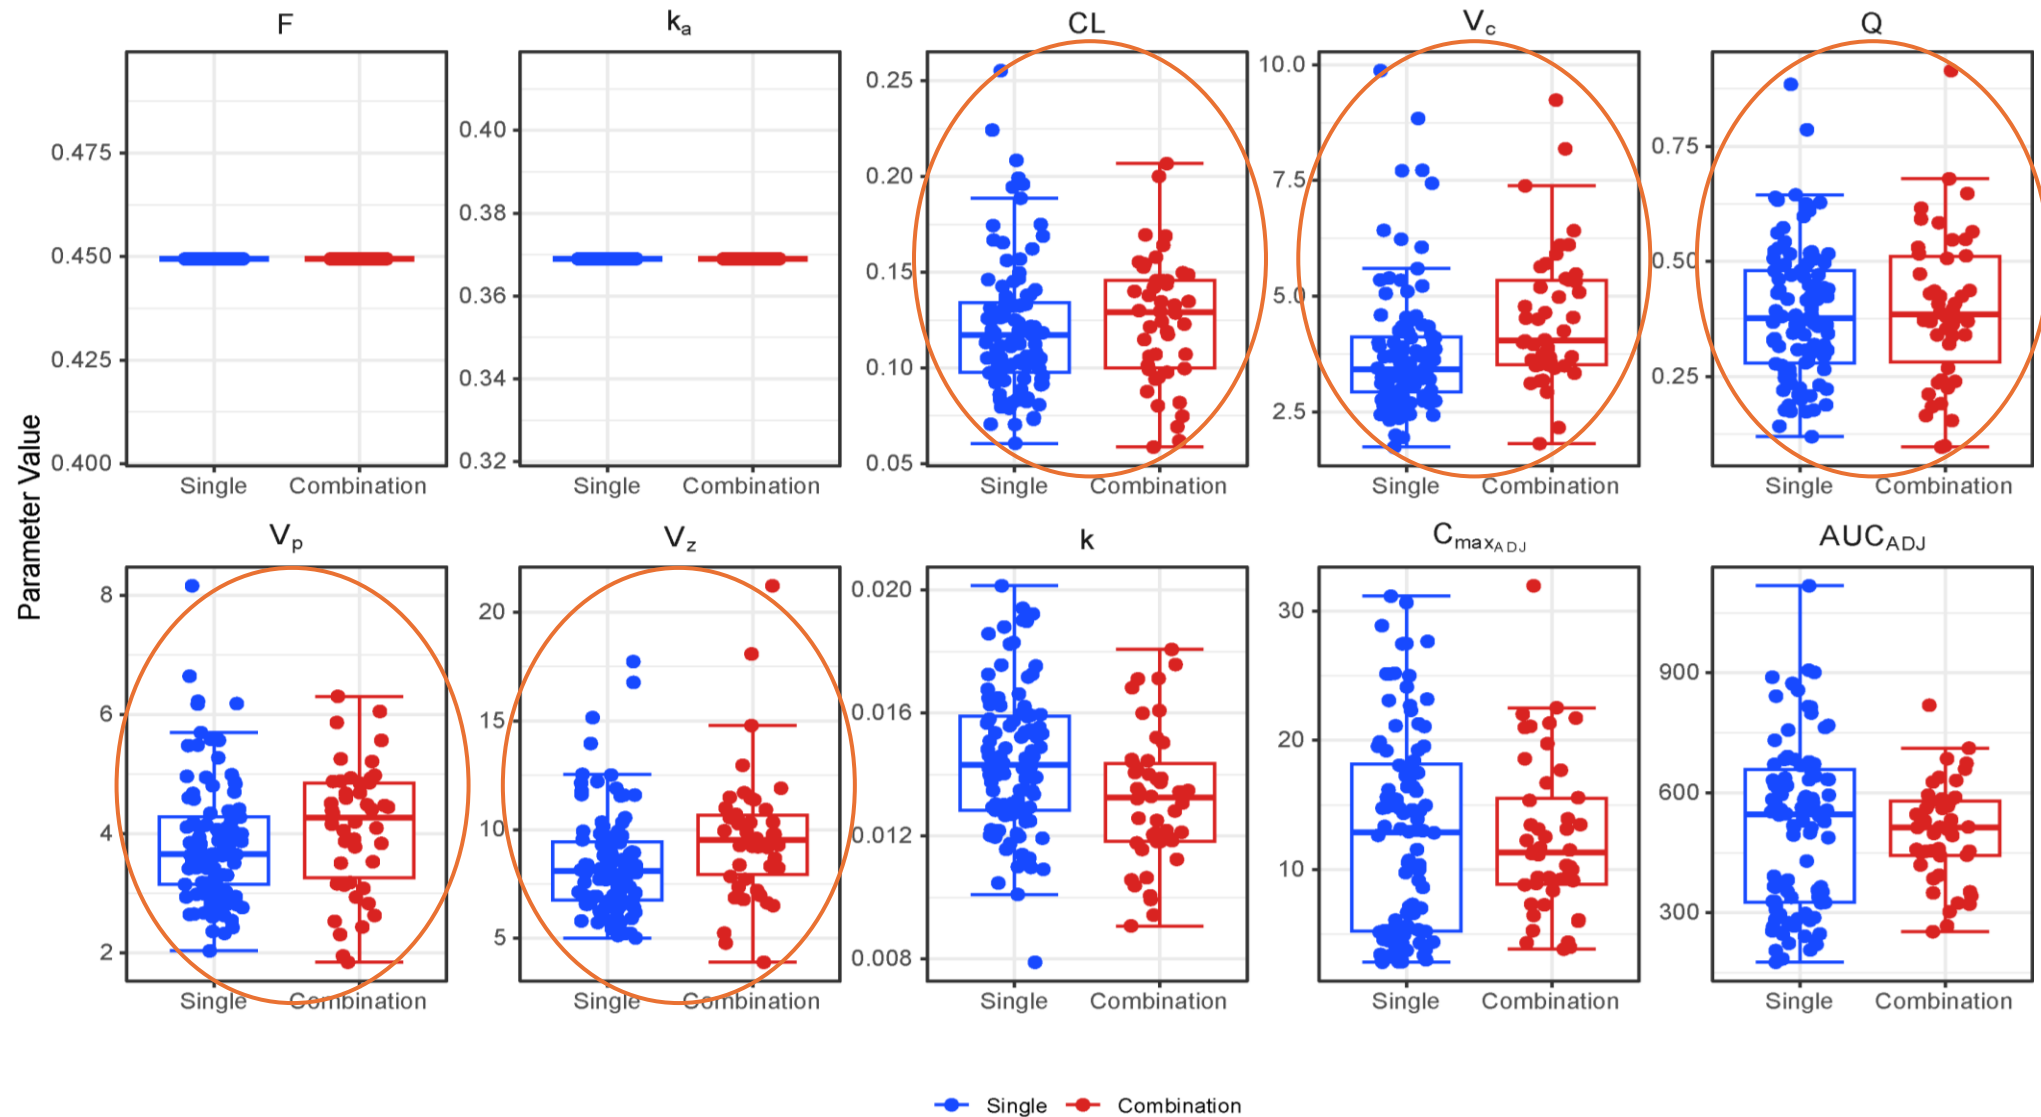 F
ka
CL
Vc
Q
0.475
0.450
0.425
0.400
0.40
0.38
0.36
0.34
0.32
0.25
0.20
0.15
0.10
0.05
10.0
7.5
5.0
2.5
0.75
0.50
0.25
Single Combination
Single Combination
Single Combination
Single Combination
Single Combination
Parameter Value
Vp
Vz
k
CmaxADJ
AUCADJ
8
6
4
2
20
15
10
5
0.020
0.016
0.012
0.008
30
20
10
900
600
300
Single Combination
Single Combination
Single Combination
Single Combination
Single Combination
Single Combination